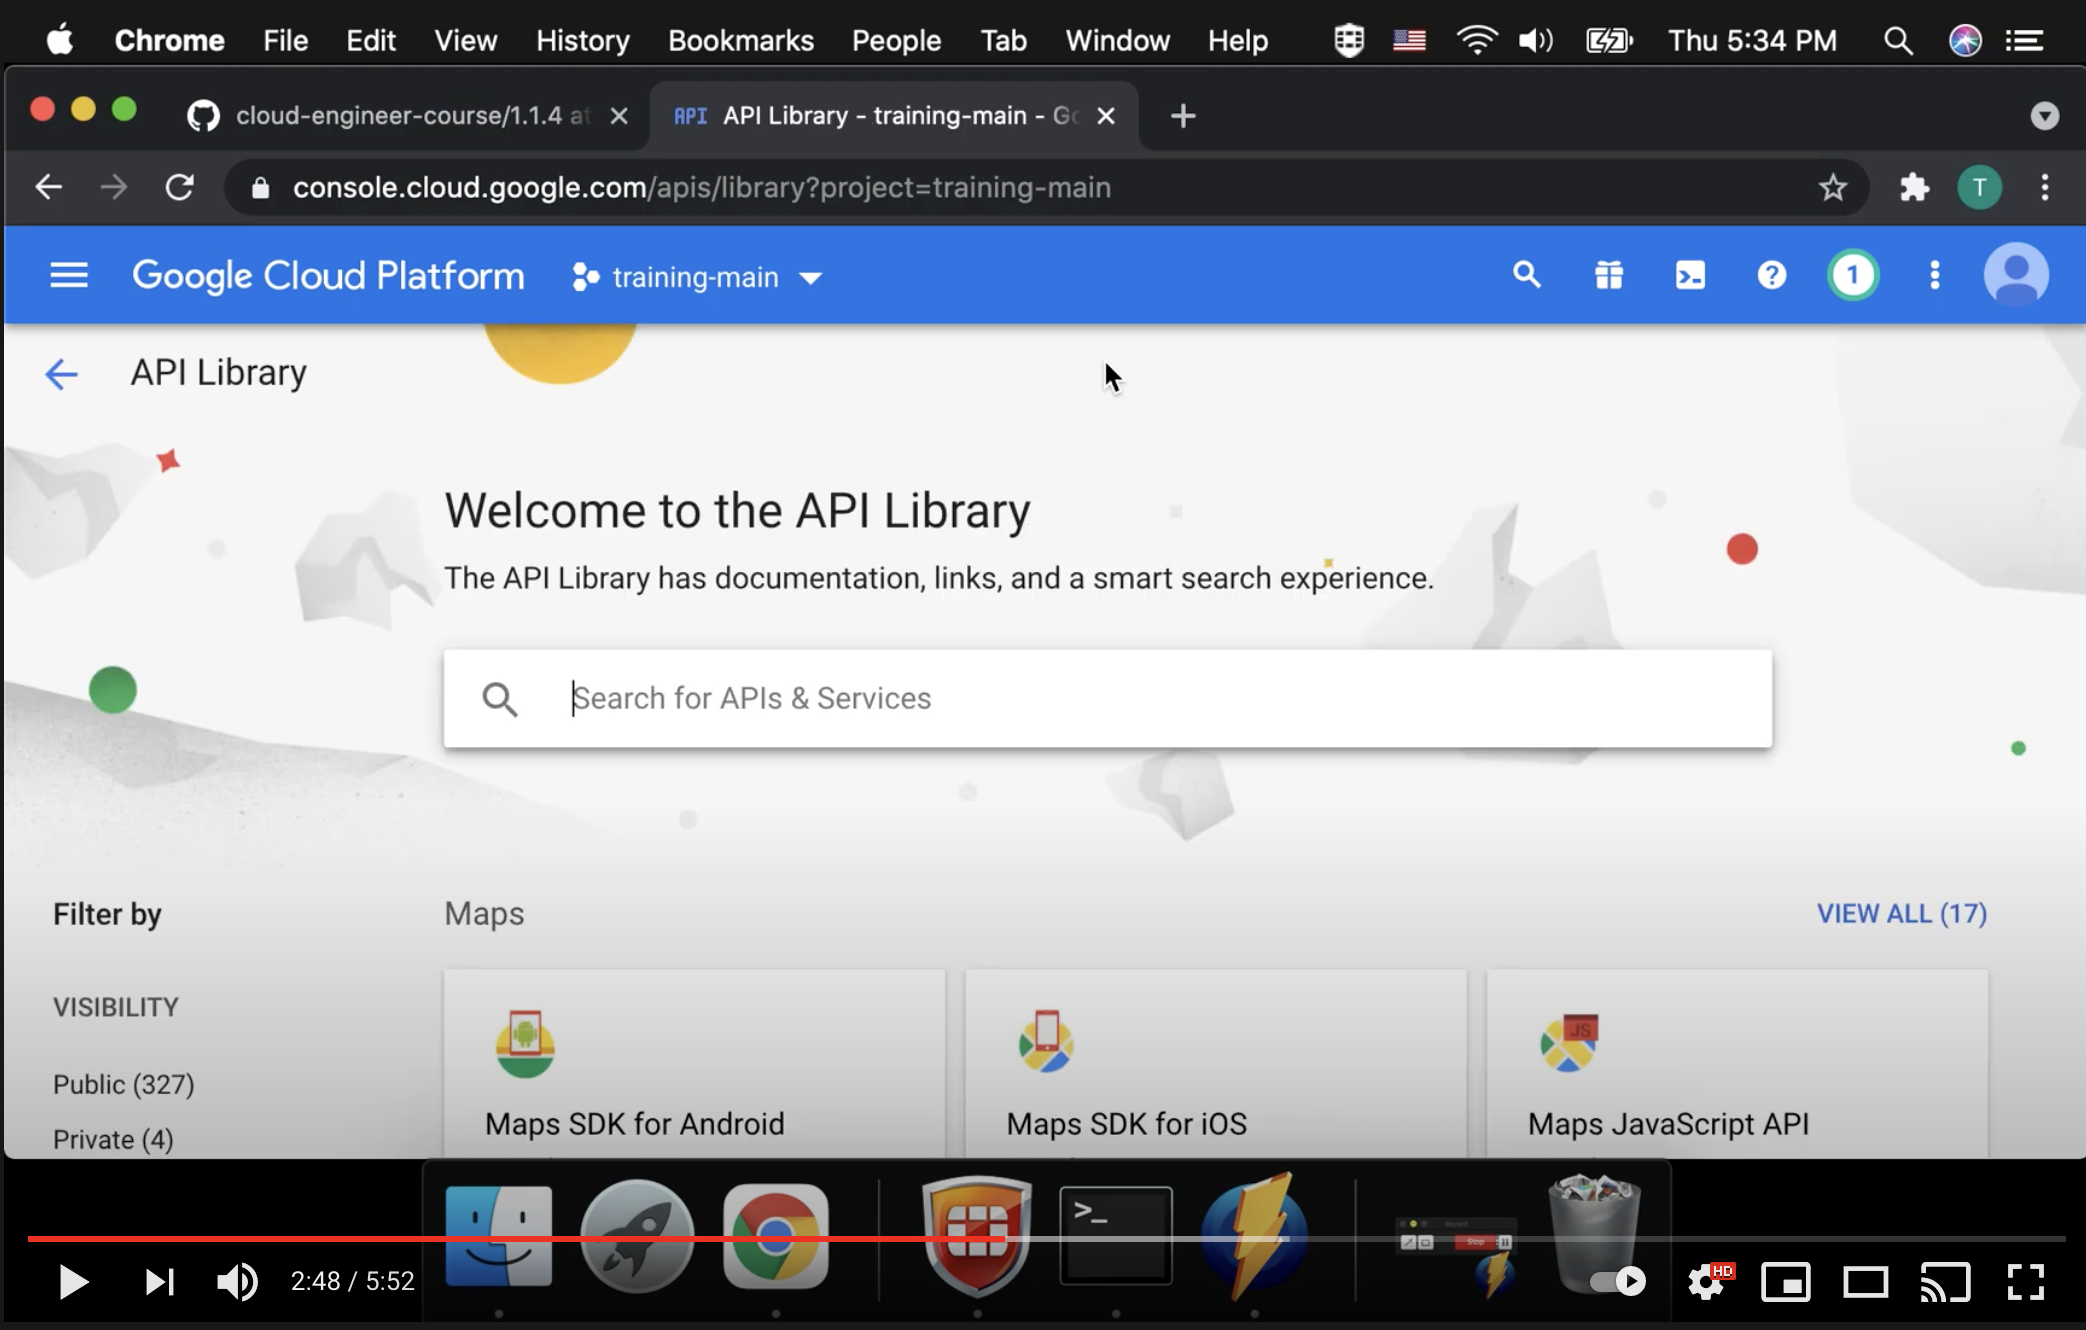 Chrome File Edit View History Bookmarks People Tab Window Help Thu 5:34 PM
cloud-engineer-course/1.1.4 at
API API Library - training-main - Go
console.cloud.google.com/apis/library?project=training-main T
Google Cloud Platform training-main 1
API Library
Welcome to the API Library
The API Library has documentation, links, and a smart search experience.
Search for APIs & Services
Filter by
Maps VIEW ALL (17)
VISIBILITY
Public (327)
Private (4)
JS
Maps SDK for Android
Maps SDK for iOS
Maps JavaScript API
>_
Record
Stop
2:48 / 5:52
HD